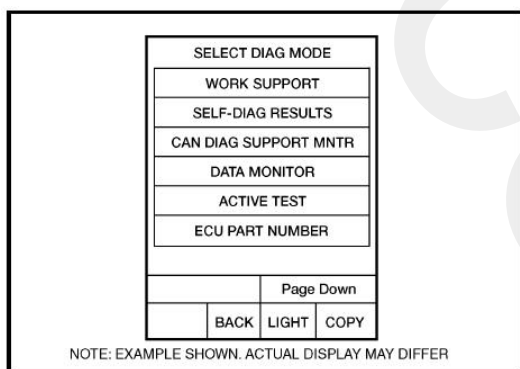 SELECT DIAG MODE
WORK SUPPORT
SELF-DIAG RESULTS
CAN DIAG SUPPORT MNTR
DATA MONITOR
ACTIVE TEST
ECU PART NUMBER
Page Down
BACK LIGHT COPY
NOTE: EXAMPLE SHOWN. ACTUAL DISPLAY MAY DIFFER